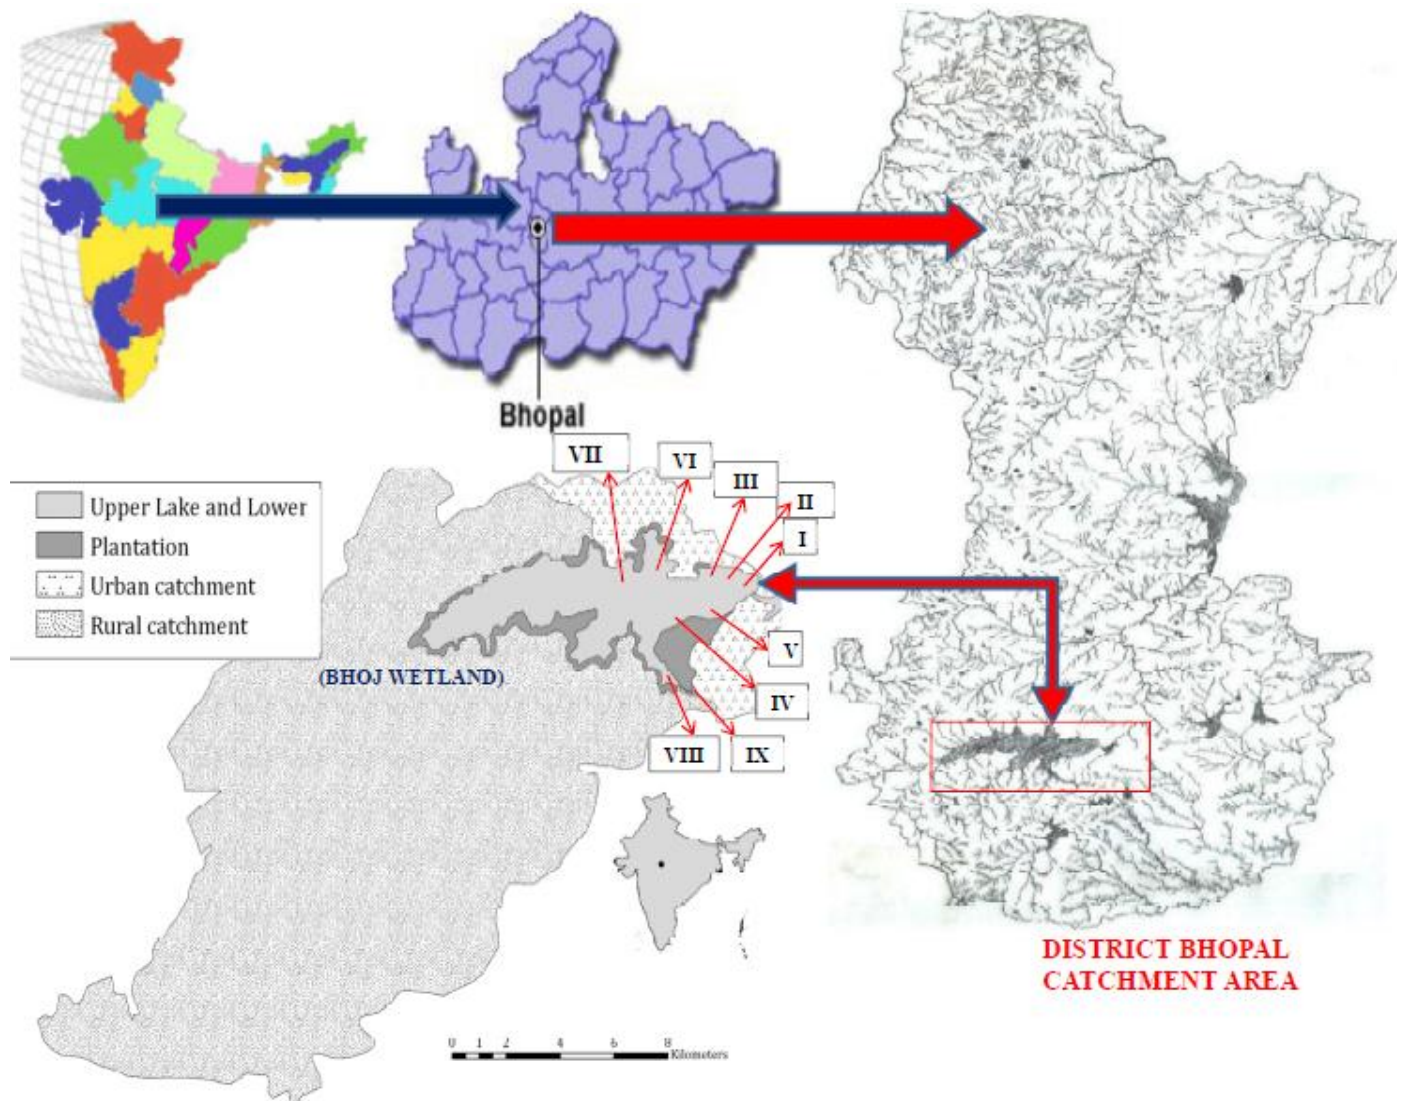 Bhopal
VII
VI
III
II
I
Upper Lake and Lower
Plantation
Urban catchment
Rural catchment
(BHOJ WETLAND)
V
IV
VIII
IX
DISTRICT BHOPAL
CATCHMENT AREA
0 1 2 4 6 8
Kilometers